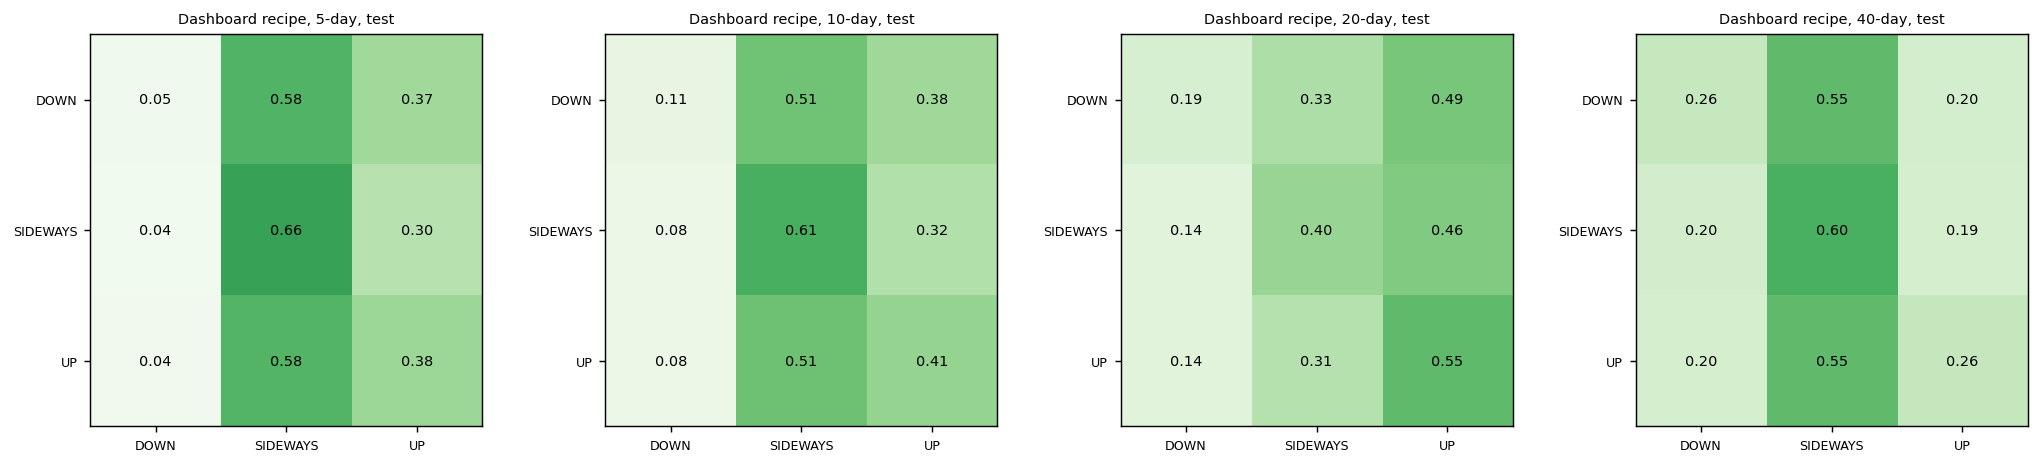 Dashboard recipe, 5-day, test
DOWN 0.05 0.58 0.37
SIDEWAYS 0.04 0.66 0.30
UP 0.04 0.58 0.38
DOWN SIDEWAYS UP
Dashboard recipe, 10-day, test
DOWN 0.11 0.51 0.38
SIDEWAYS 0.08 0.61 0.32
UP 0.08 0.51 0.41
DOWN SIDEWAYS UP
Dashboard recipe, 20-day, test
DOWN 0.19 0.33 0.49
SIDEWAYS 0.14 0.40 0.46
UP 0.14 0.31 0.55
DOWN SIDEWAYS UP
Dashboard recipe, 40-day, test
DOWN 0.26 0.55 0.20
SIDEWAYS 0.20 0.60 0.19
UP 0.20 0.55 0.26
DOWN SIDEWAYS UP